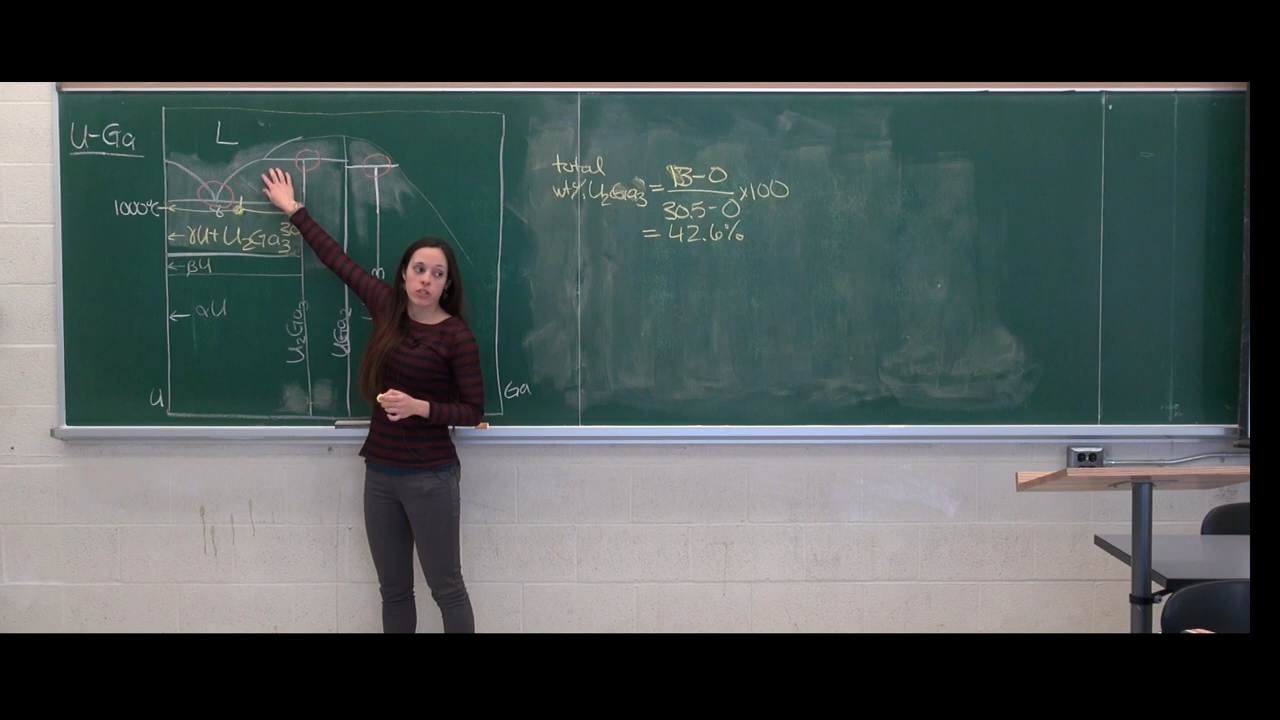 U-Ga
L
1000°C
γU+U₂Ga₃
βU
αU
U₂Ga₃
UGa₂
U
Ga
total
wt% U₂Ga₃ = 13-0 / 30.5-0 x100
= 42.6%